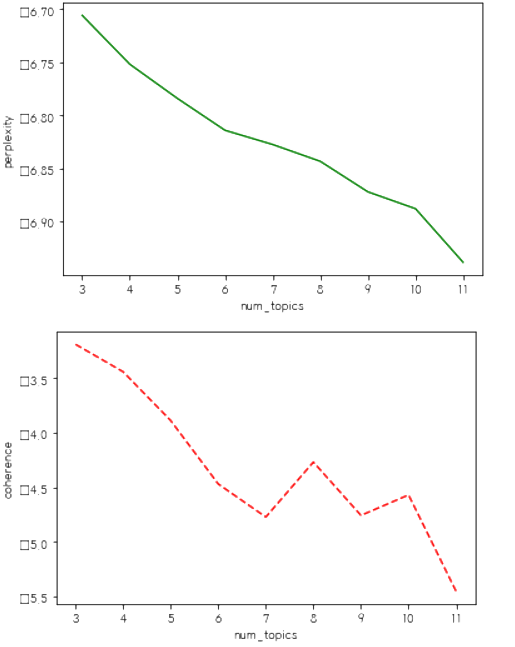 □6.70
□6.75
□6.80
□6.85
□6.90
perplexity
3 4 5 6 7 8 9 10 11
num_topics
□3.5
□4.0
□4.5
□5.0
□5.5
coherence
3 4 5 6 7 8 9 10 11
num_topics